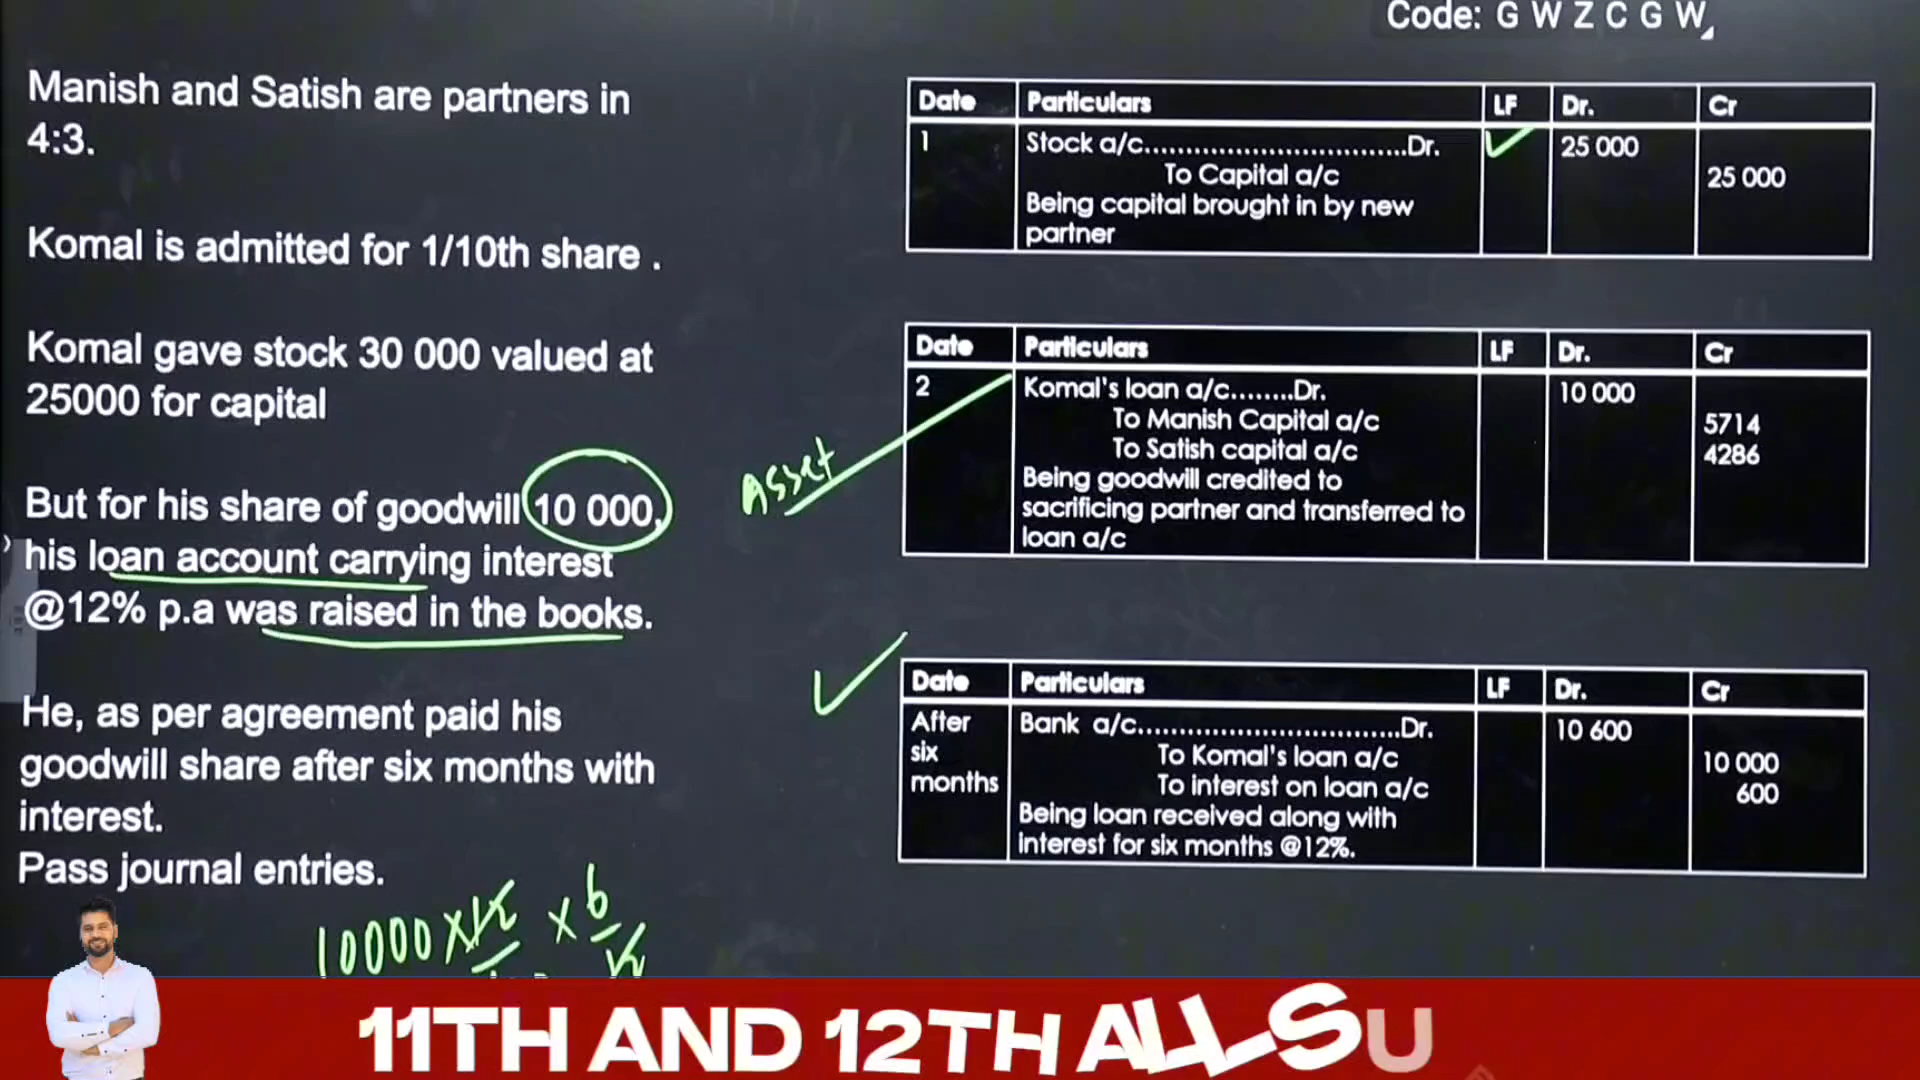 Code: G W Z C G W
Manish and Satish are partners in
4:3.
Komal is admitted for 1/10th share .
Komal gave stock 30 000 valued at
25000 for capital
But for his share of goodwill 10 000,
his loan account carrying interest
@12% p.a was raised in the books.
He, as per agreement paid his
goodwill share after six months with
interest.
Pass journal entries.
10000 × 12 × 6
12
Asset
Date Particulars LF Dr. Cr
1 Stock a/c..............................Dr. 25 000
To Capital a/c 25 000
Being capital brought in by new
partner
Date Particulars LF Dr. Cr
2 Komal's loan a/c........Dr. 10 000
To Manish Capital a/c 5714
To Satish capital a/c 4286
Being goodwill credited to
sacrificing partner and transferred to
loan a/c
Date Particulars LF Dr. Cr
After Bank a/c..............................Dr. 10 600
six To Komal's loan a/c 10 000
months To interest on loan a/c 600
Being loan received along with
interest for six months @12%.
11TH AND 12TH ALL SU